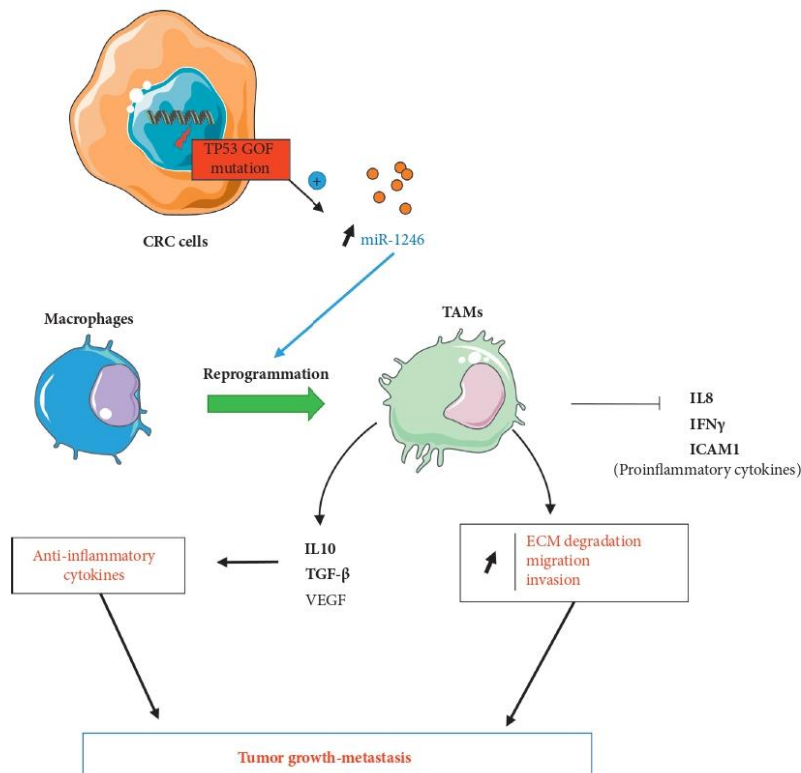 TP53 GOF
mutation
+
miR-1246
CRC cells
Macrophages
TAMs
Reprogrammation
IL8
IFNγ
ICAM1
(Proinflammatory cytokines)
Anti-inflammatory
cytokines
IL10
TGF-β
VEGF
ECM degradation
migration
invasion
Tumor growth-metastasis